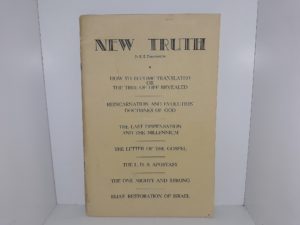 NEW TRUTH
HOW TO BECOME TRANSLATED
OR
THE TREE OF LIFE REVEALED
REINCARNATION AND EVOLUTION
DOCTRINES OF GOD
THE LAST DISPENSATION
AND THE MILLENNIUM
THE LETTER OF THE GOSPEL
THE L. D. S. APOSTASY
THE ONE MIGHTY AND STRONG
RESTORATION OF ISRAEL